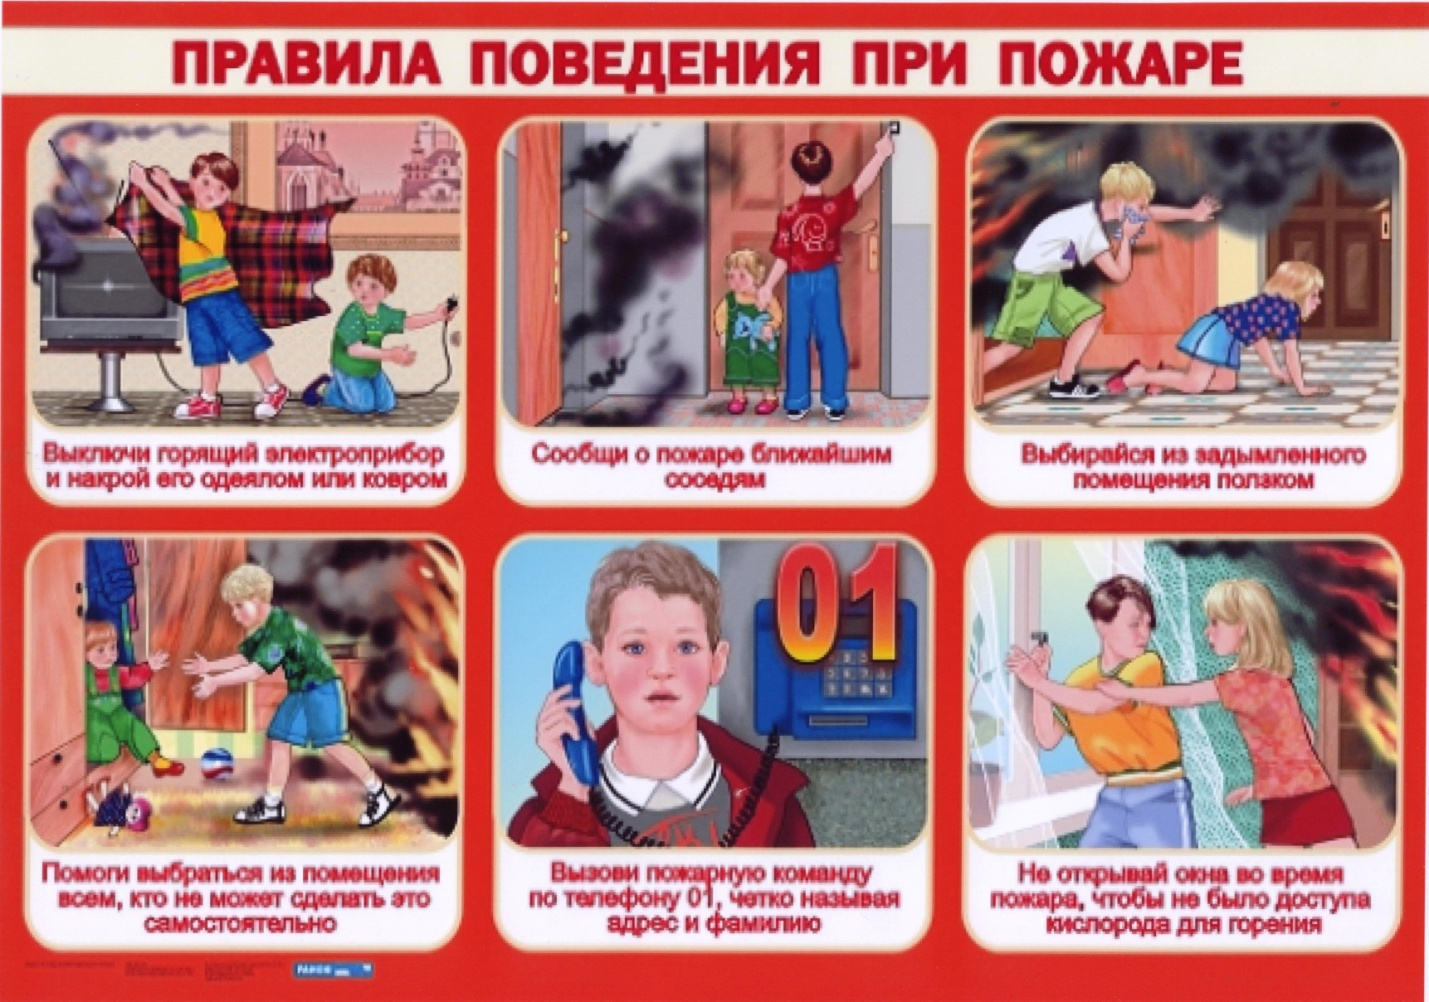 ПРАВИЛА ПОВЕДЕНИЯ ПРИ ПОЖАРЕ
Выключи горящий электроприбор
и накрой его одеялом или ковром
Сообщи о пожаре ближайшим
соседям
Выбирайся из задымленного
помещения ползком
01
Помоги выбраться из помещения
всем, кто не может сделать это
самостоятельно
Вызови пожарную команду
по телефону 01, четко называя
адрес и фамилию
Не открывай окна во время
пожара, чтобы не было доступа
кислорода для горения